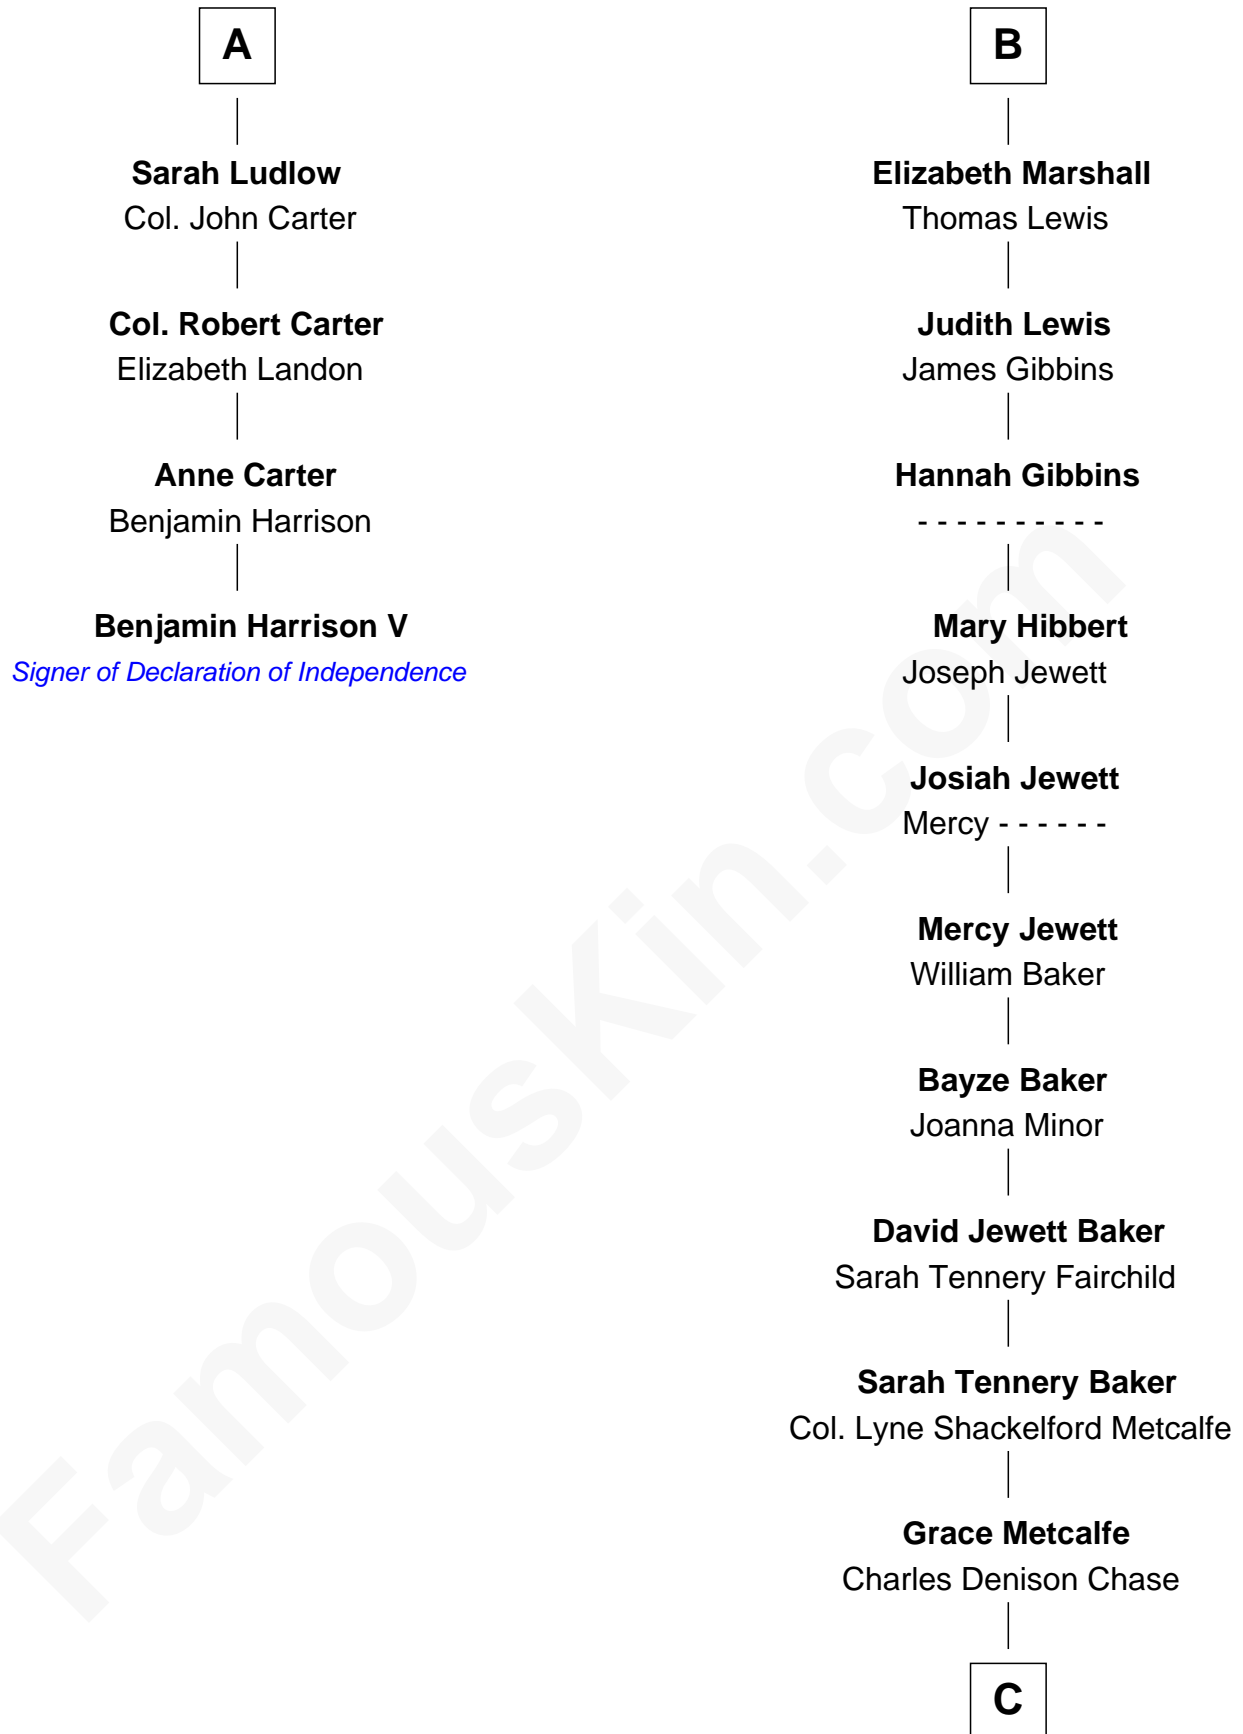 A
Sarah Ludlow
Col. John Carter
Col. Robert Carter
Elizabeth Landon
Anne Carter
Benjamin Harrison
Benjamin Harrison V
Signer of Declaration of Independence
B
Elizabeth Marshall
Thomas Lewis
Judith Lewis
James Gibbins
Hannah Gibbins
- - - - - - - - - -
Mary Hibbert
Joseph Jewett
Josiah Jewett
Mercy - - - - - -
Mercy Jewett
William Baker
Bayze Baker
Joanna Minor
David Jewett Baker
Sarah Tennery Fairchild
Sarah Tennery Baker
Col. Lyne Shackelford Metcalfe
Grace Metcalfe
Charles Denison Chase
C
FamousKin.com